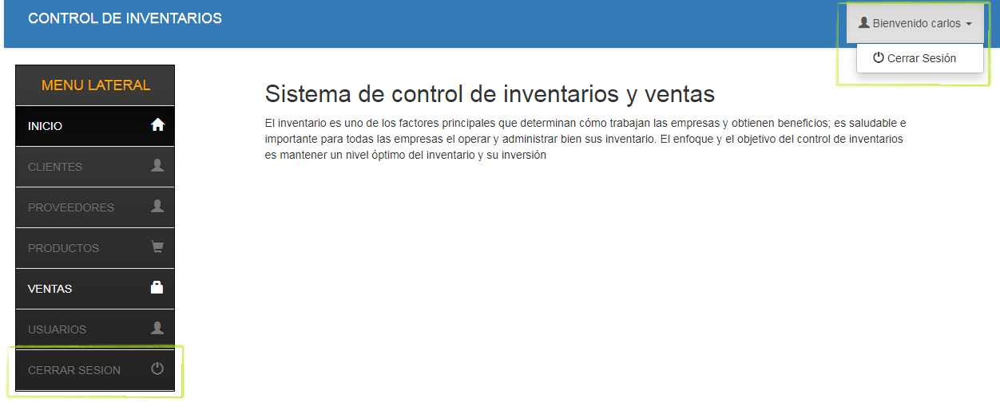 CONTROL DE INVENTARIOS
Bienvenido carlos
Cerrar Sesión
MENU LATERAL
INICIO
CLIENTES
PROVEEDORES
PRODUCTOS
VENTAS
USUARIOS
CERRAR SESION
Sistema de control de inventarios y ventas
El inventario es uno de los factores principales que determinan cómo trabajan las empresas y obtienen beneficios; es saludable e
importante para todas las empresas el operar y administrar bien sus inventario. El enfoque y el objetivo del control de inventarios
es mantener un nivel óptimo del inventario y su inversión